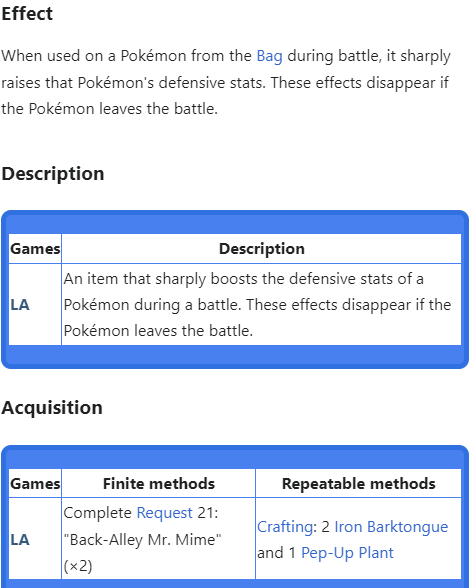 Effect
When used on a Pokémon from the Bag during battle, it sharply
raises that Pokémon's defensive stats. These effects disappear if
the Pokémon leaves the battle.
Description
Games Description
LA
An item that sharply boosts the defensive stats of a
Pokémon during a battle. These effects disappear if the
Pokémon leaves the battle.
Acquisition
Games Finite methods Repeatable methods
LA
Complete Request 21:
"Back-Alley Mr. Mime"
(×2)
Crafting: 2 Iron Barktongue
and 1 Pep-Up Plant